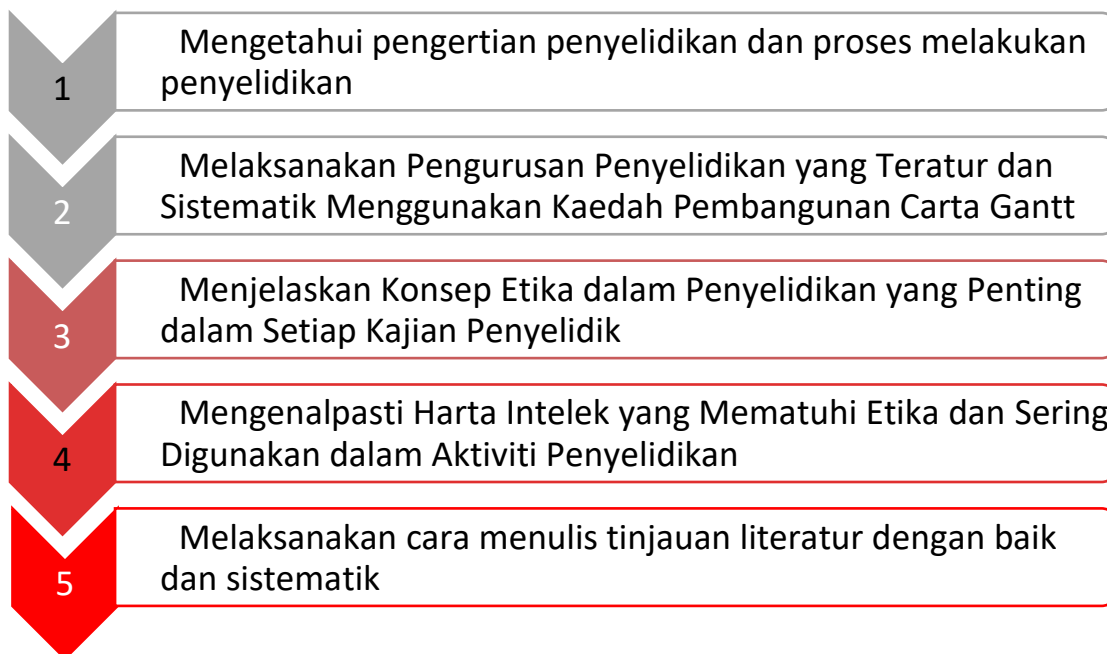 Mengetahui pengertian penyelidikan dan proses melakukan
1
penyelidikan
Melaksanakan Pengurusan Penyelidikan yang Teratur dan
2
Sistematik Menggunakan Kaedah Pembangunan Carta Gantt
Menjelaskan Konsep Etika dalam Penyelidikan yang Penting
3
dalam Setiap Kajian Penyelidik
Mengenalpasti Harta Intelek yang Mematuhi Etika dan Sering
4
Digunakan dalam Aktiviti Penyelidikan
Melaksanakan cara menulis tinjauan literatur dengan baik
5
dan sistematik